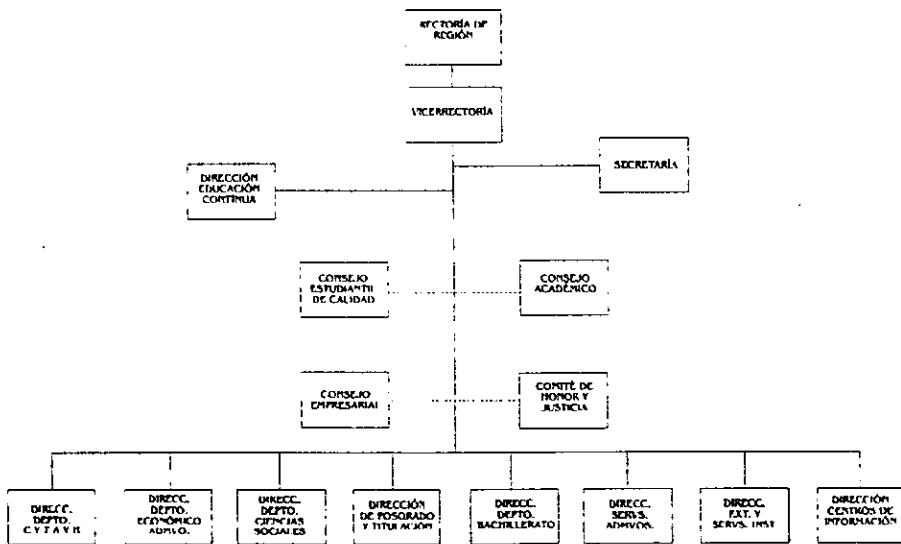 RECTORÍA DE
REGIÓN
VICERRECTORÍA
SECRETARÍA
DIRECCIÓN
EDUCACIÓN
CONTINUA
CONSEJO
ESTUDIANTIL
DE CALIDAD
CONSEJO
ACADÉMICO
CONSEJO
EMPRESARIAL
COMITÉ DE
HONOR Y
JUSTICIA
DIRECC.
DEPTO.
DIRECC.
DEPTO.
ECONÓMICO
ADMVO.
DIRECC.
DEPTO.
CIENCIAS
SOCIALES
DIRECCIÓN
DE POSGRADO
Y TITULACIÓN
DIRECC.
DEPTO.
BACHILLERATO
DIRECC.
SERVS.
ADMVOS.
DIRECC.
EXT. Y
SERVS. INST
DIRECCIÓN
CENTROS DE
INFORMACIÓN